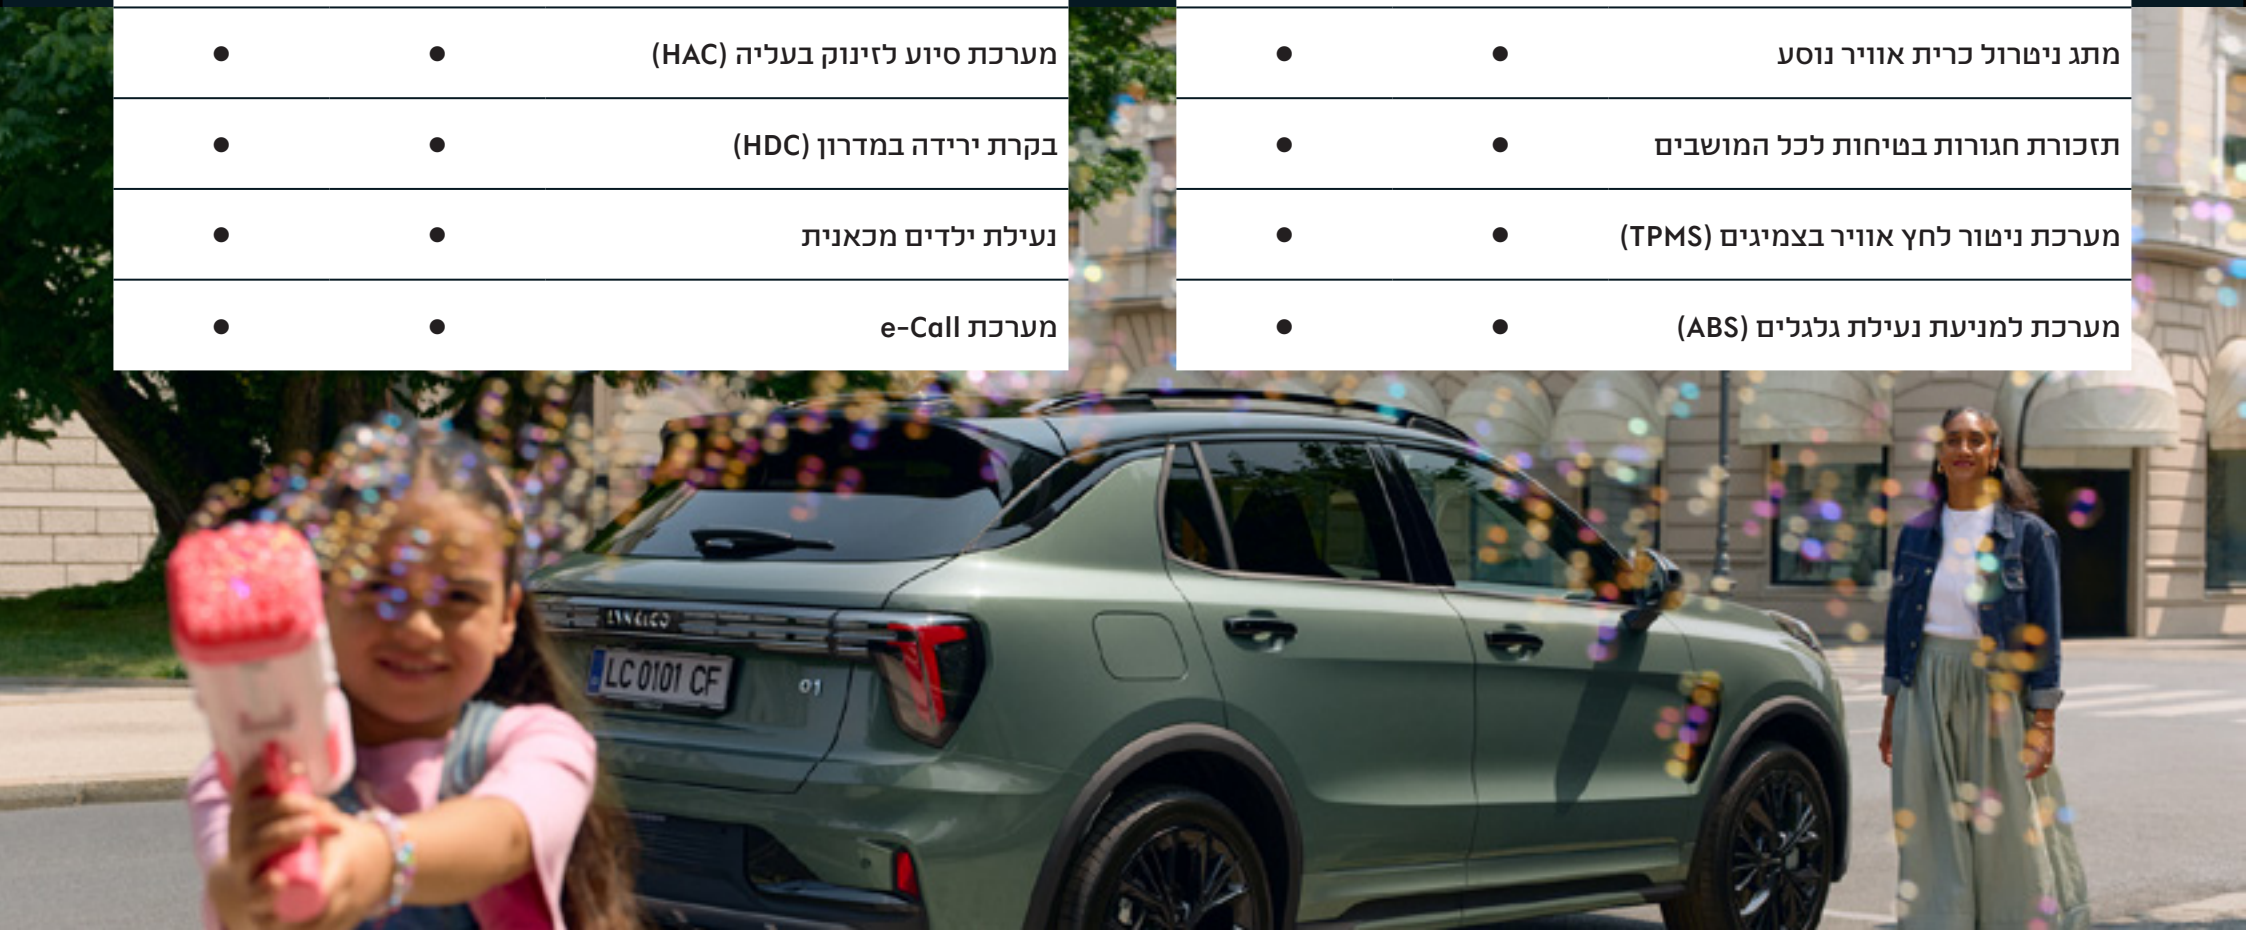 מתג ניטרול כרית אוויר נוסע ● ●
תזכורת חגורות בטיחות לכל המושבים ● ●
מערכת ניטור לחץ אוויר בצמיגים (TPMS) ● ●
מערכת למניעת נעילת גלגלים (ABS) ● ●
מערכת סיוע לזינוק בעליה (HAC) ● ●
בקרת ירידה במדרון (HDC) ● ●
נעילת ילדים מכאנית ● ●
מערכת e-Call ● ●
LYNK&CO
LC 0101 CF
01